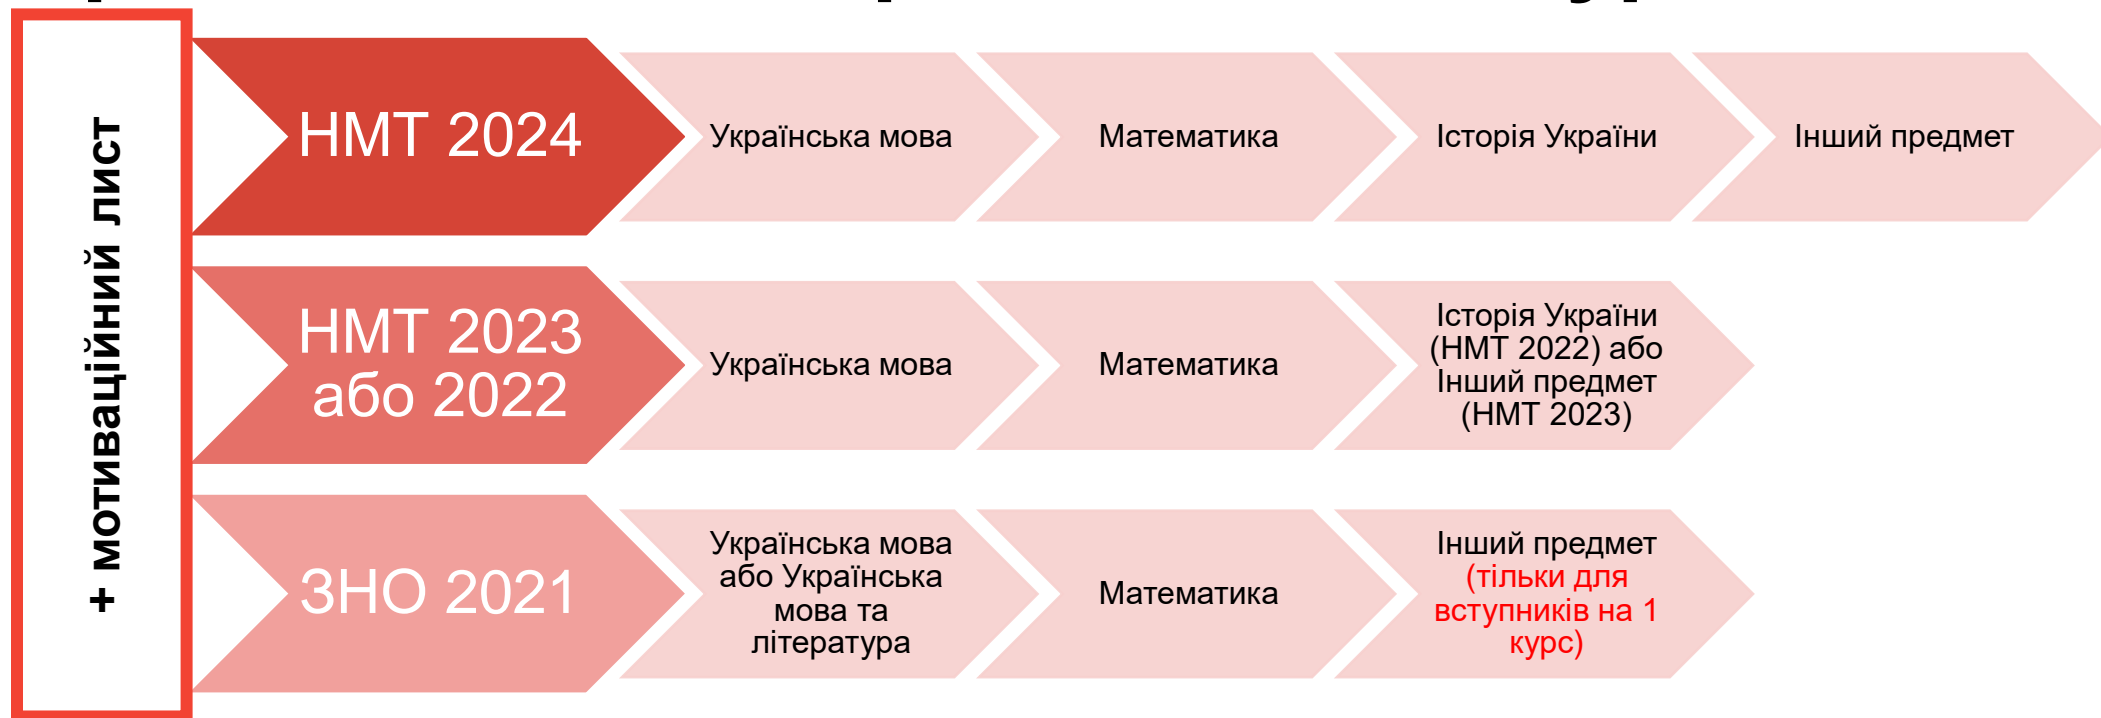 + мотиваційний лист
НМТ 2024
Українська мова
Математика
Історія України
Інший предмет
НМТ 2023
або 2022
Українська мова
Математика
Історія України
(НМТ 2022) або
Інший предмет
(НМТ 2023)
ЗНО 2021
Українська мова
або Українська
мова та
література
Математика
Інший предмет
(тільки для
вступників на 1
курс)